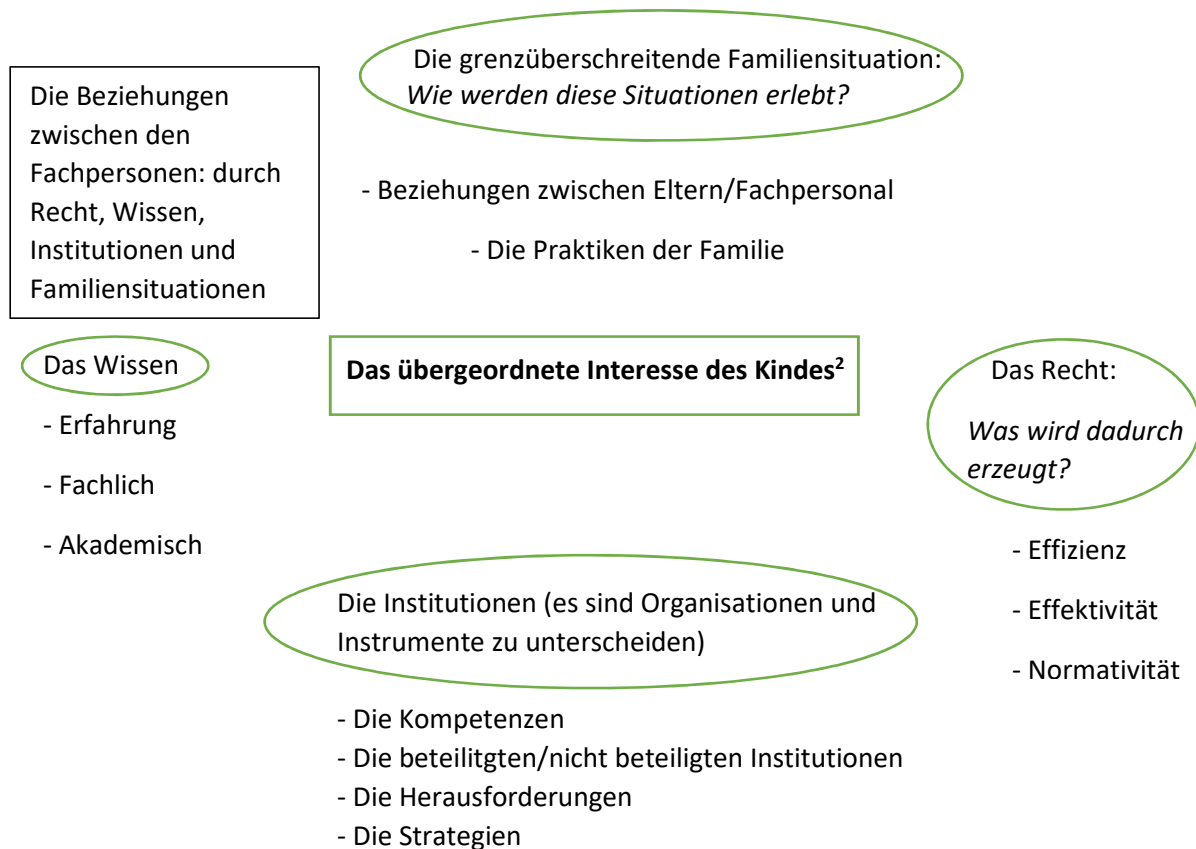 Die Beziehungen
zwischen den
Fachpersonen: durch
Recht, Wissen,
Institutionen und
Familiensituationen
Die grenzüberschreitende Familiensituation:
Wie werden diese Situationen erlebt?
- Beziehungen zwischen Eltern/Fachpersonal
- Die Praktiken der Familie
Das Wissen
- Erfahrung
- Fachlich
- Akademisch
Das übergeordnete Interesse des Kindes²
Das Recht:
Was wird dadurch
erzeugt?
- Effizienz
- Effektivität
- Normativität
Die Institutionen (es sind Organisationen und
Instrumente zu unterscheiden)
- Die Kompetenzen
- Die beteilitgten/nicht beteiligten Institutionen
- Die Herausforderungen
- Die Strategien